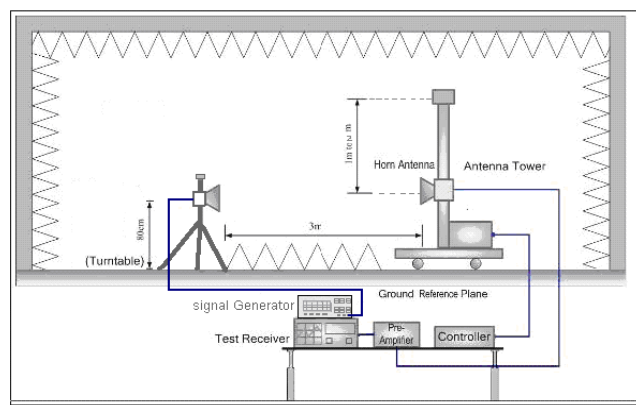 1m to 2 m
Horn Antenna
Antenna Tower
80cm
3m
(Turntable)
Ground Reference Plane
signal Generator
Test Receiver
Pre-
Amplifier
Controller